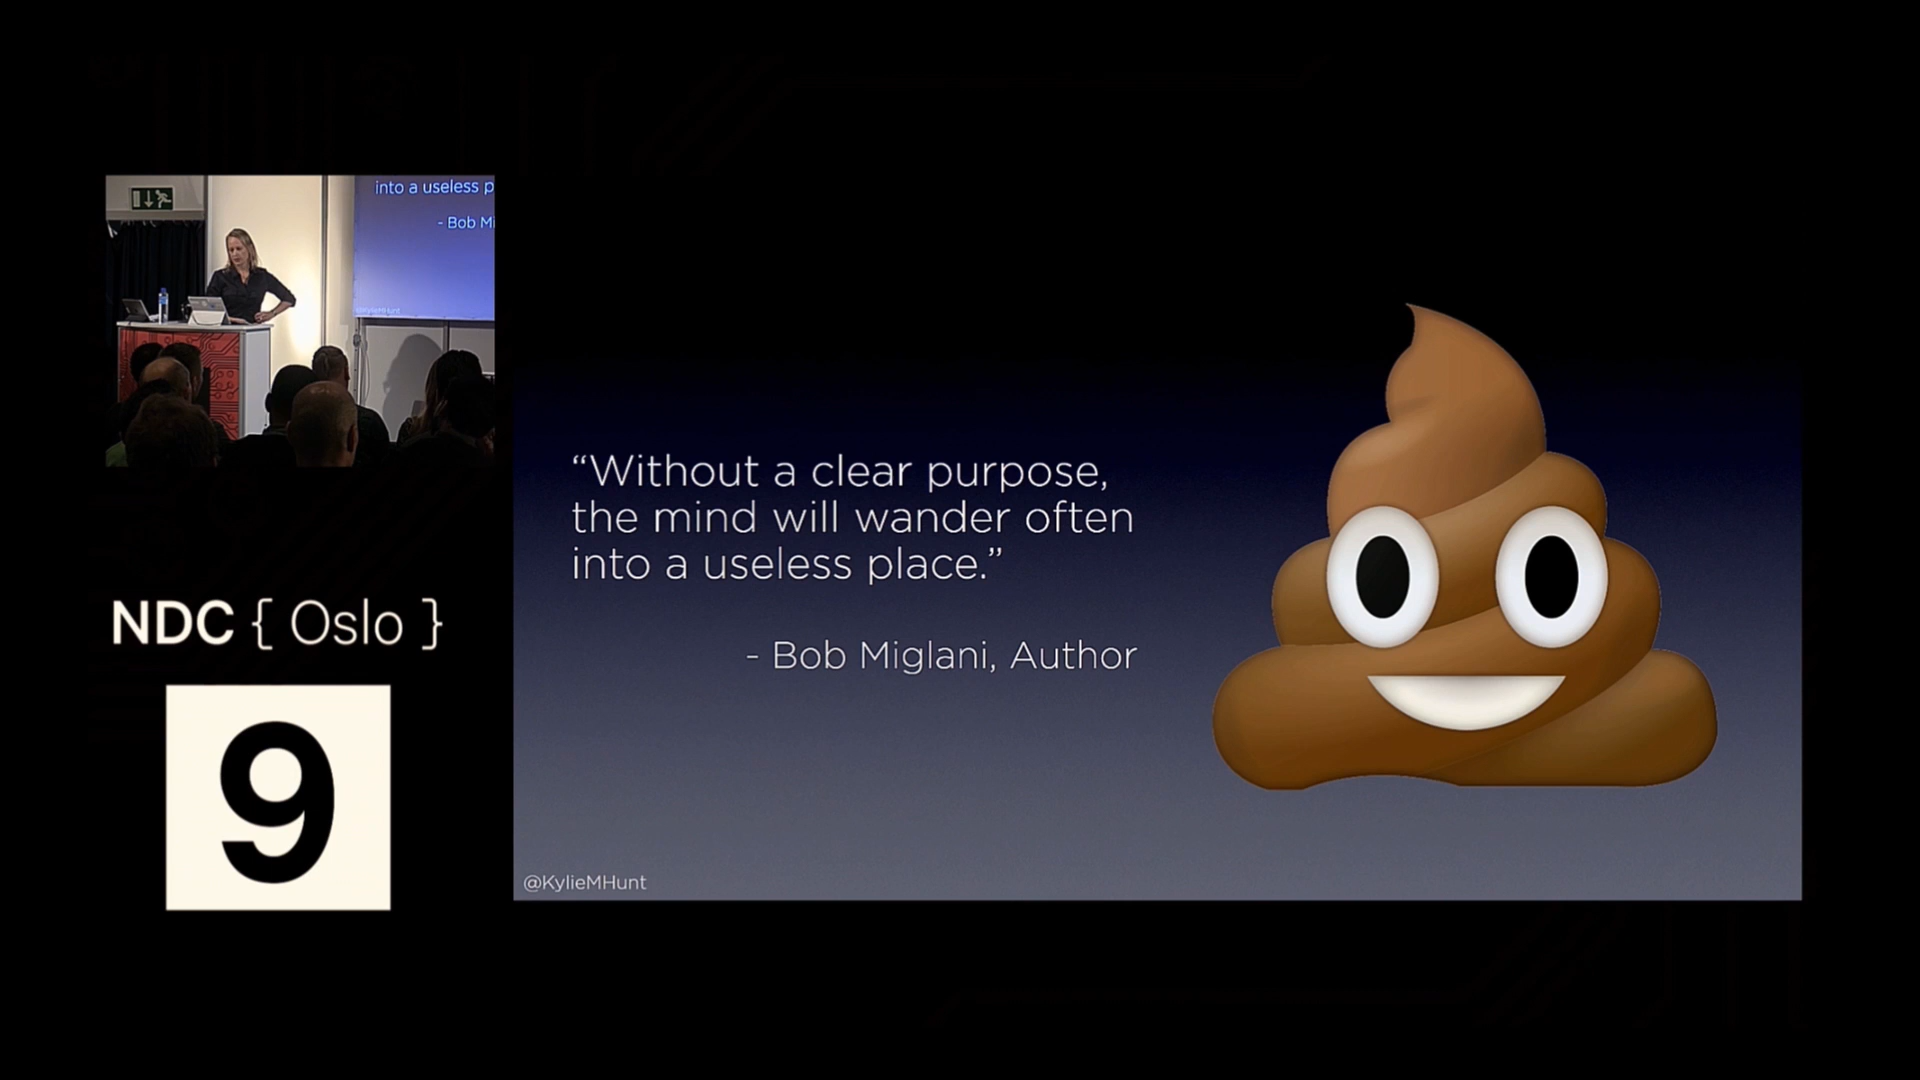 into a useless p
- Bob Mi
@KylieMHunt
NDC { Oslo }
9
“Without a clear purpose,
the mind will wander often
into a useless place.”
- Bob Miglani, Author
@KylieMHunt